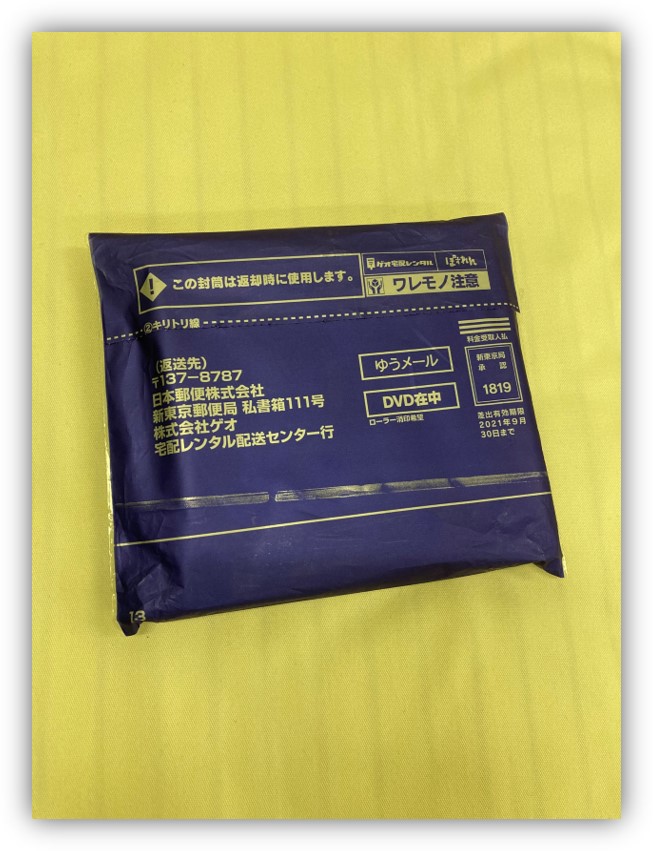 この封筒は返却時に使用します。
ゲオ宅配レンタル ぽすれん
ワレモノ注意
②キリトリ線
料金受取人払
新東京局
承認
1819
差出有効期限
2021年9月
30日まで
ゆうメール
DVD在中
ローラー消印希望
(返送先)
〒137-8787
日本郵便株式会社
新東京郵便局 私書箱111号
株式会社ゲオ
宅配レンタル配送センター行
13